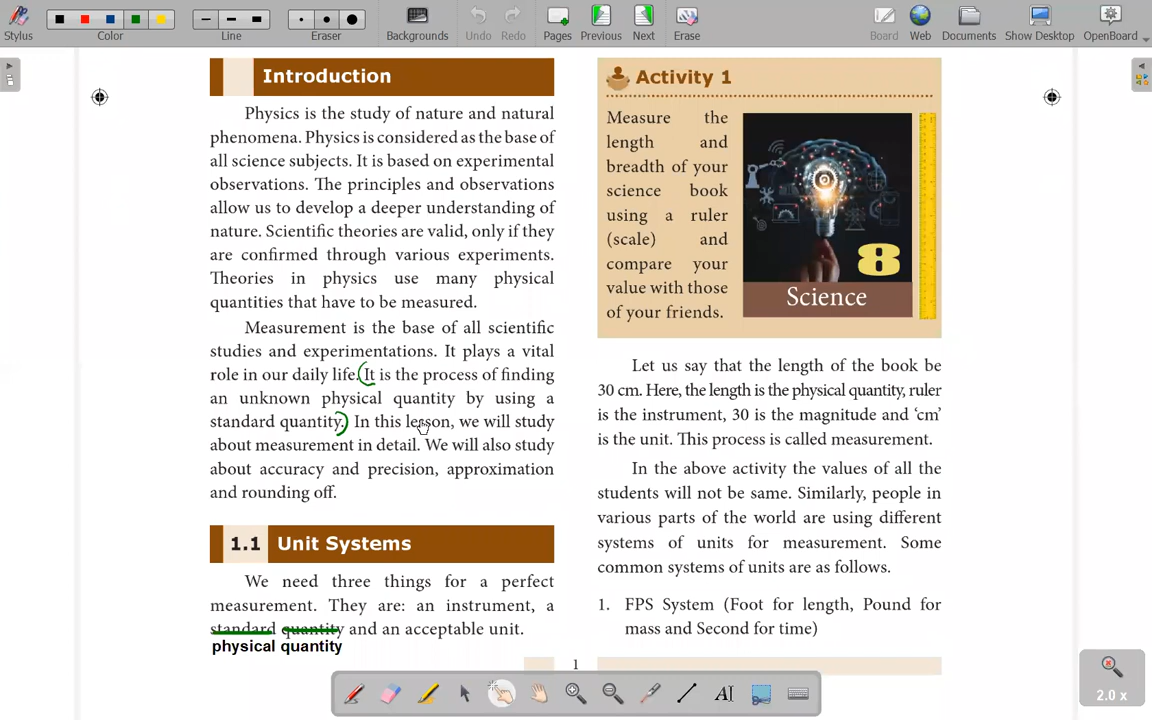 Stylus
Color
Line
Eraser
Backgrounds
Undo
Redo
Pages
Previous
Next
Erase
Board
Web
Documents
Show Desktop
OpenBoard
Introduction
Physics is the study of nature and natural
phenomena. Physics is considered as the base of
all science subjects. It is based on experimental
observations. The principles and observations
allow us to develop a deeper understanding of
nature. Scientific theories are valid, only if they
are confirmed through various experiments.
Theories in physics use many physical
quantities that have to be measured.
Measurement is the base of all scientific
studies and experimentations. It plays a vital
role in our daily life. It is the process of finding
an unknown physical quantity by using a
standard quantity. In this lesson, we will study
about measurement in detail. We will also study
about accuracy and precision, approximation
and rounding off.
1.1 Unit Systems
We need three things for a perfect
measurement. They are: an instrument, a
standard quantity and an acceptable unit.
physical quantity
Activity 1
Measure the
length and
breadth of your
science book
using a ruler
(scale) and
compare your
value with those
of your friends.
8
Science
Let us say that the length of the book be
30 cm. Here, the length is the physical quantity, ruler
is the instrument, 30 is the magnitude and ‘cm’
is the unit. This process is called measurement.
In the above activity the values of all the
students will not be same. Similarly, people in
various parts of the world are using different
systems of units for measurement. Some
common systems of units are as follows.
1. FPS System (Foot for length, Pound for
mass and Second for time)
1
AI
2.0 x